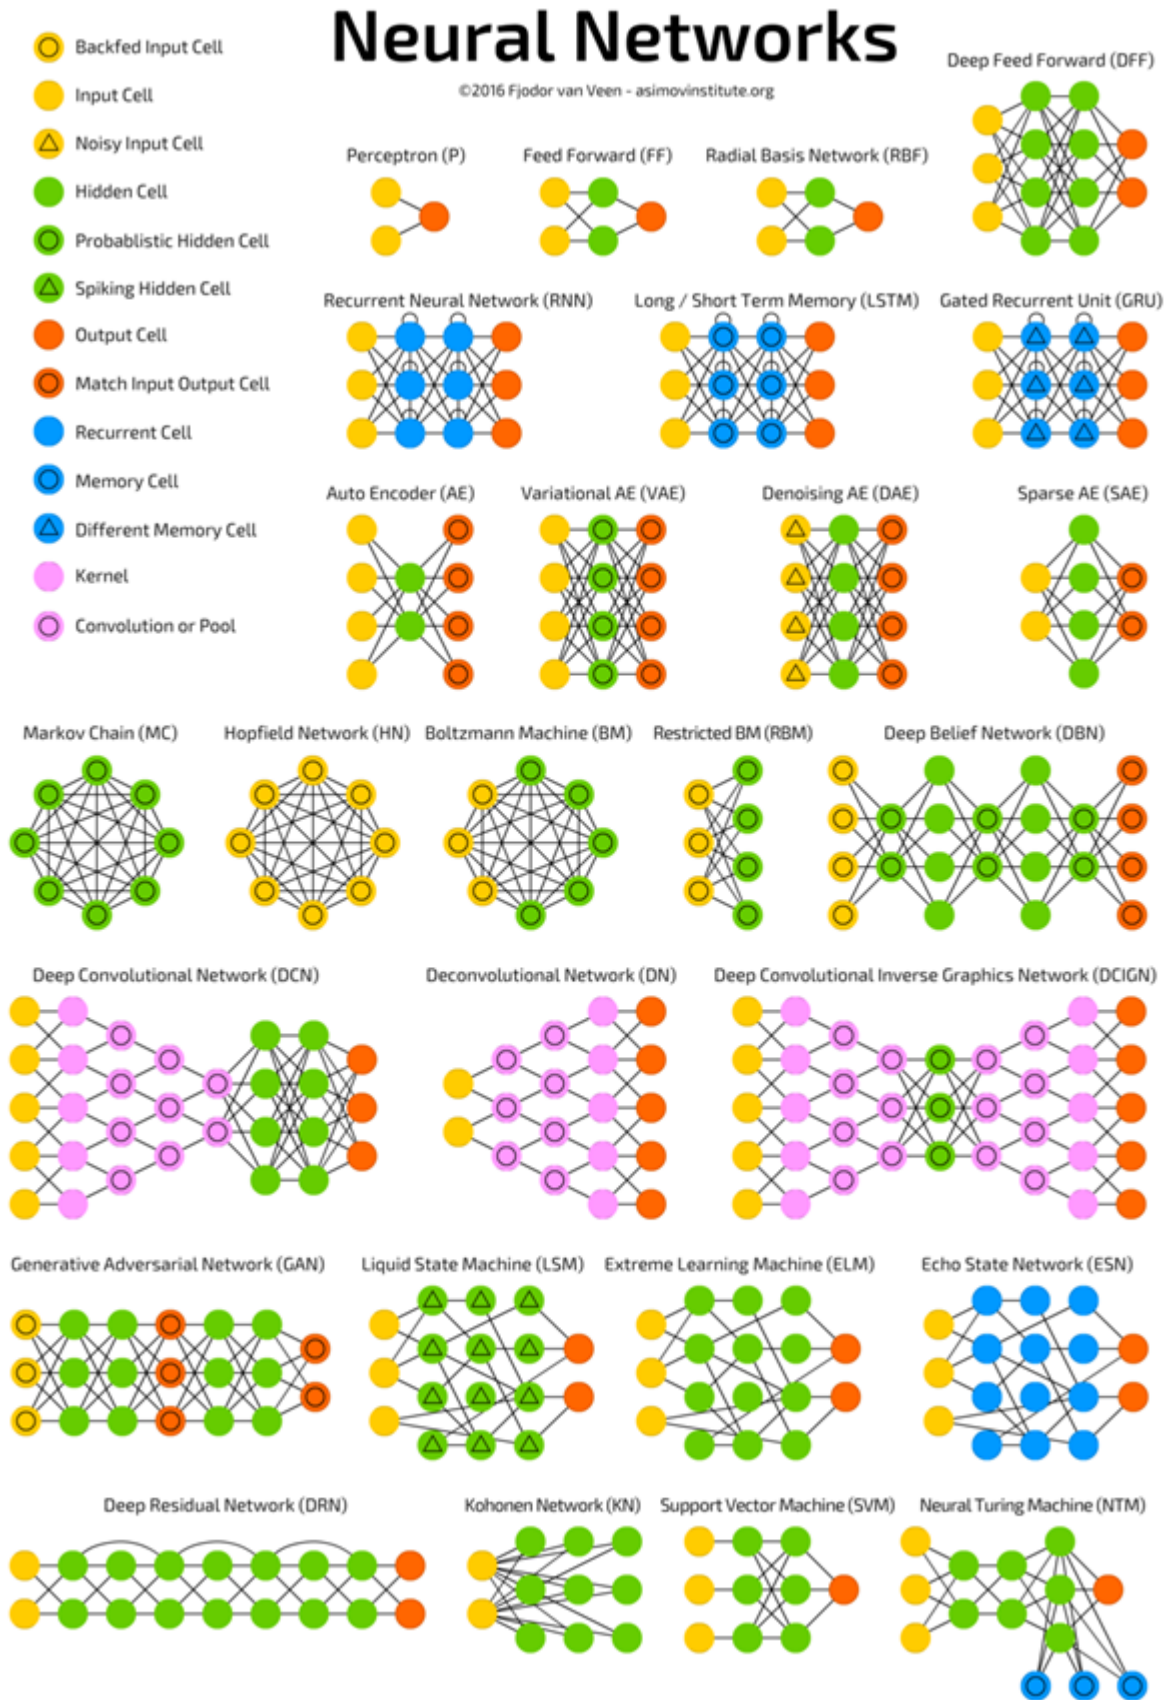 Neural Networks
©2016 Fjodor van Veen - asimovinstitute.org
Backfed Input Cell
Input Cell
Noisy Input Cell
Hidden Cell
Probablistic Hidden Cell
Spiking Hidden Cell
Output Cell
Match Input Output Cell
Recurrent Cell
Memory Cell
Different Memory Cell
Kernel
Convolution or Pool
Deep Feed Forward (DFF)
Perceptron (P)
Feed Forward (FF)
Radial Basis Network (RBF)
Recurrent Neural Network (RNN)
Long / Short Term Memory (LSTM)
Gated Recurrent Unit (GRU)
Auto Encoder (AE)
Variational AE (VAE)
Denoising AE (DAE)
Sparse AE (SAE)
Markov Chain (MC)
Hopfield Network (HN)
Boltzmann Machine (BM)
Restricted BM (RBM)
Deep Belief Network (DBN)
Deep Convolutional Network (DCN)
Deconvolutional Network (DN)
Deep Convolutional Inverse Graphics Network (DCIGN)
Generative Adversarial Network (GAN)
Liquid State Machine (LSM)
Extreme Learning Machine (ELM)
Echo State Network (ESN)
Deep Residual Network (DRN)
Kohonen Network (KN)
Support Vector Machine (SVM)
Neural Turing Machine (NTM)